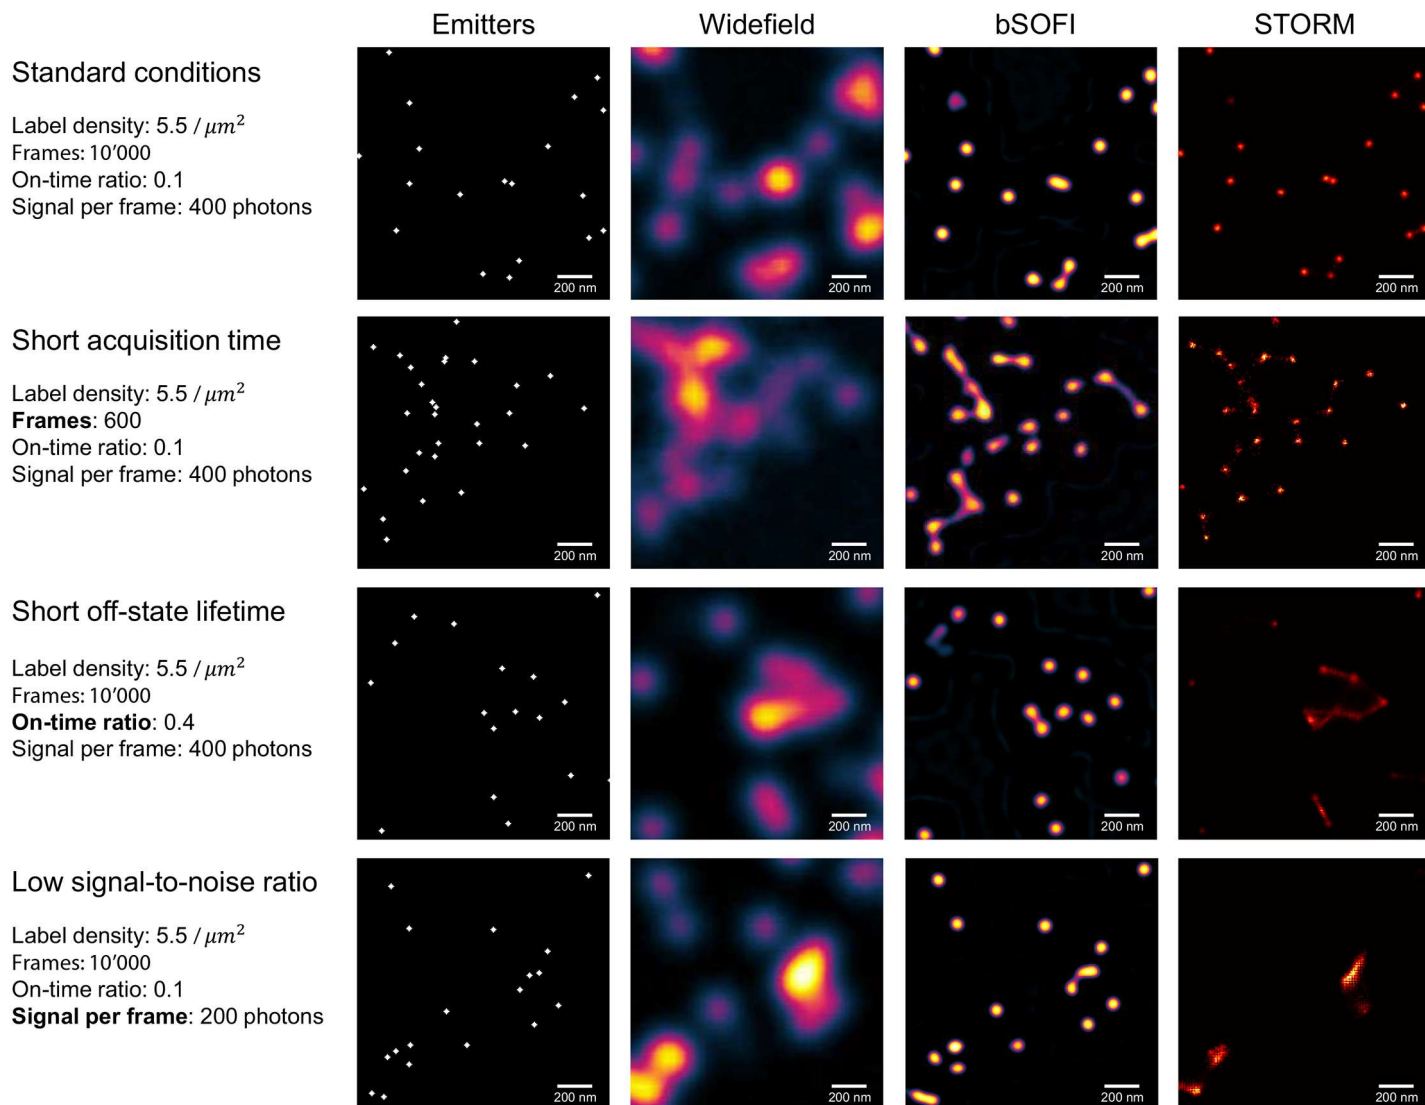 Emitters Widefield bSOFI STORM
Standard conditions
Label density: 5.5 / μm²
Frames: 10’000
On-time ratio: 0.1
Signal per frame: 400 photons
200 nm 200 nm 200 nm 200 nm
Short acquisition time
Label density: 5.5 / μm²
Frames: 600
On-time ratio: 0.1
Signal per frame: 400 photons
200 nm 200 nm 200 nm 200 nm
Short off-state lifetime
Label density: 5.5 / μm²
Frames: 10’000
On-time ratio: 0.4
Signal per frame: 400 photons
200 nm 200 nm 200 nm 200 nm
Low signal-to-noise ratio
Label density: 5.5 / μm²
Frames: 10’000
On-time ratio: 0.1
Signal per frame: 200 photons
200 nm 200 nm 200 nm 200 nm